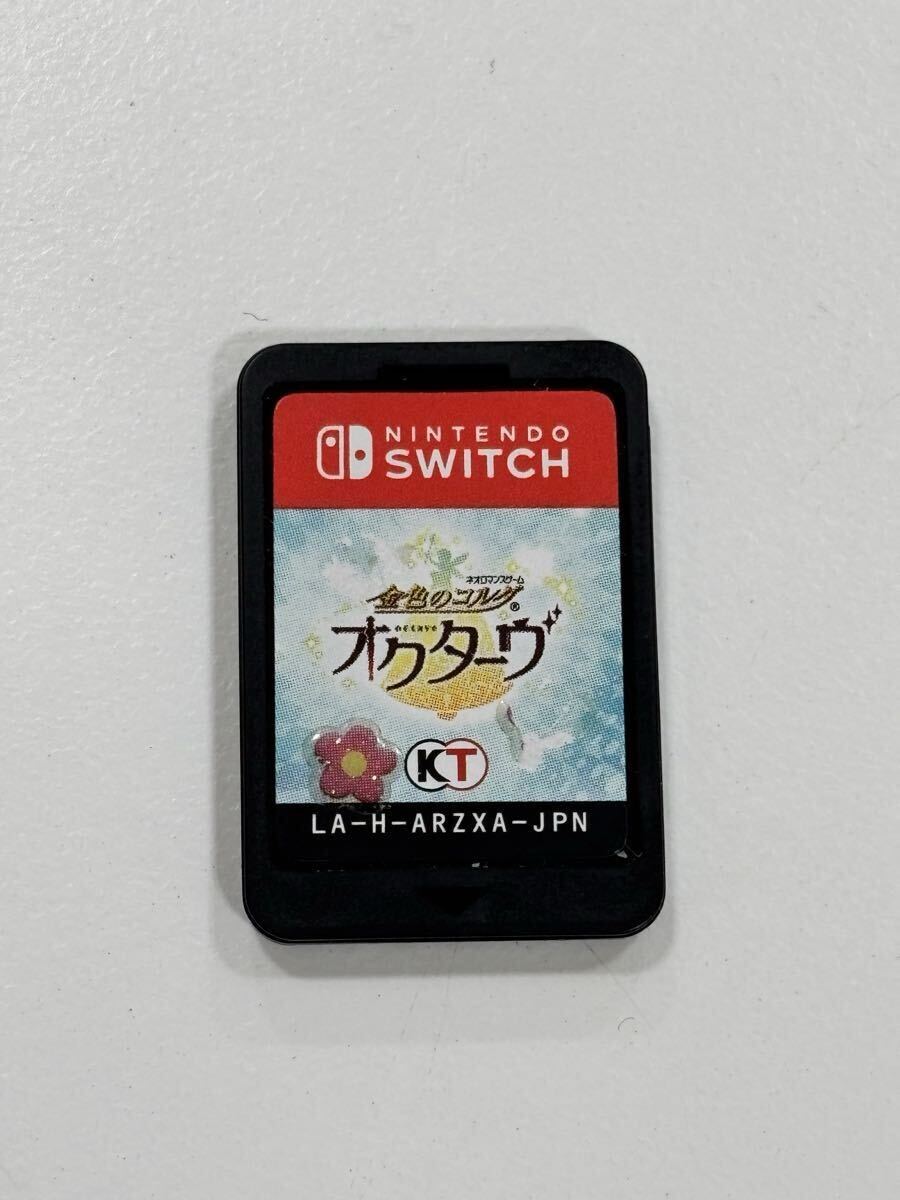 NINTENDO
SWITCH
ネオロマンスゲーム
金色のコルダ®
octave
オクターヴ
KT
LA-H-ARZXA-JPN